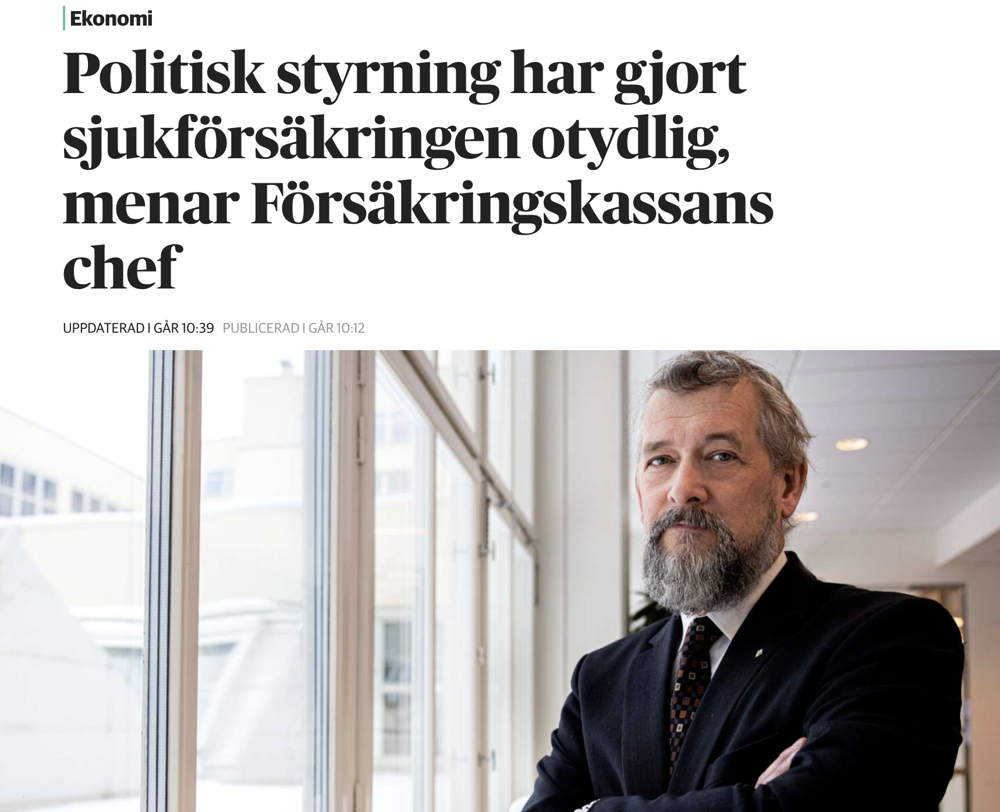 Ekonomi
Politisk styrning har gjort
sjukförsäkringen otydlig,
menar Försäkringskassans
chef
UPPDATERAD I GÅR 10:39 PUBLICERAD I GÅR 10:12